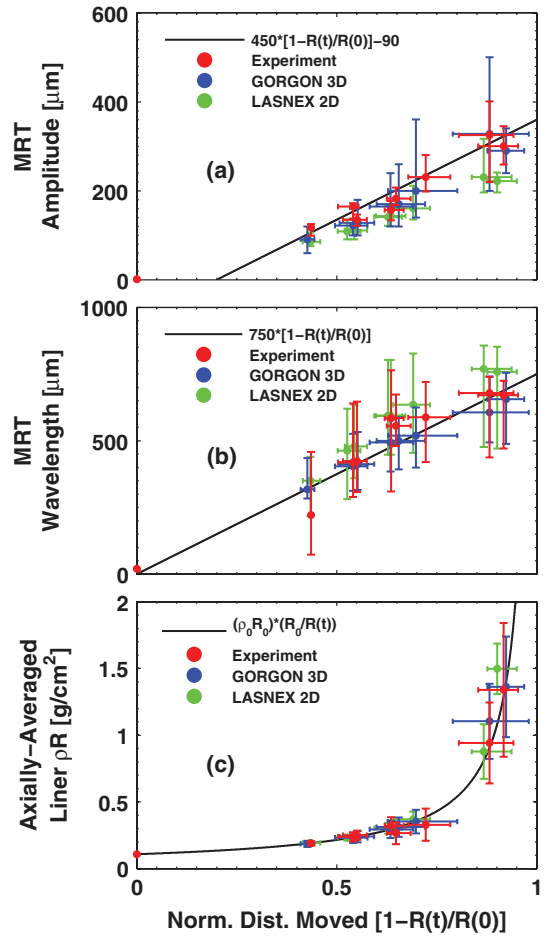 600
450*[1−R(t)/R(0)]−90
Experiment
GORGON 3D
LASNEX 2D
400
MRT
Amplitude [μm]
(a)
200
0
1000
750*[1−R(t)/R(0)]
Experiment
GORGON 3D
LASNEX 2D
MRT
Wavelength [μm]
500
(b)
0
2
(ρ₀R₀)*(R₀/R(t))
Experiment
GORGON 3D
LASNEX 2D
1.5
Axially−Averaged
Liner ρR [g/cm²]
1
(c)
0.5
0
0 0.5 1
Norm. Dist. Moved [1−R(t)/R(0)]